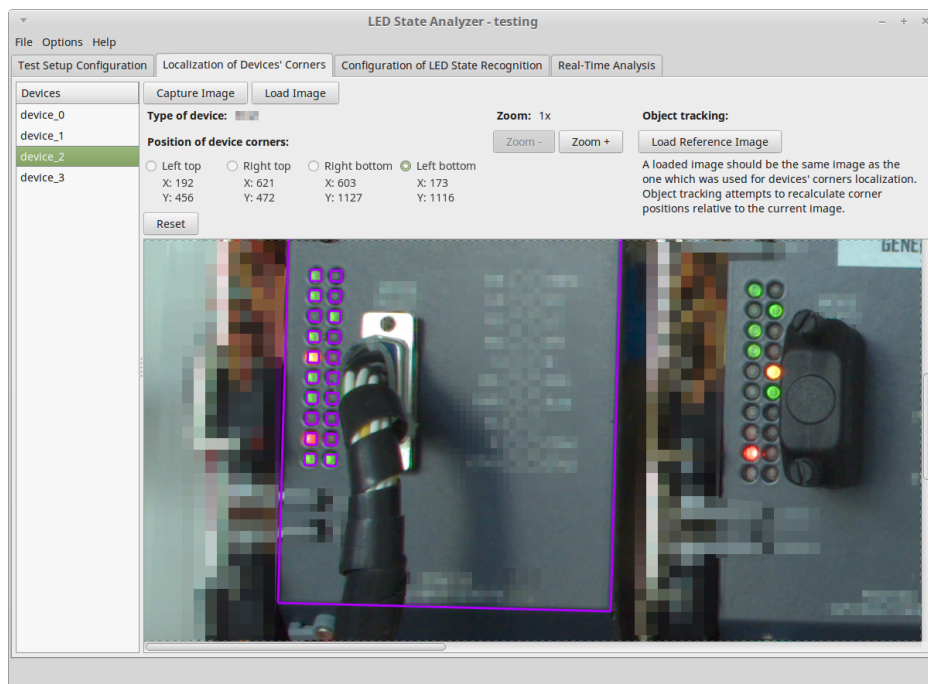 LED State Analyzer - testing
File Options Help
Test Setup Configuration Localization of Devices' Corners Configuration of LED State Recognition Real-Time Analysis
Devices
device_0
device_1
device_2
device_3
Capture Image Load Image
Type of device:
Zoom: 1x
Object tracking:
Position of device corners:
Zoom - Zoom +
Load Reference Image
Left top Right top Right bottom Left bottom
X: 192 X: 621 X: 603 X: 173
Y: 456 Y: 472 Y: 1127 Y: 1116
A loaded image should be the same image as the
one which was used for devices' corners localization.
Object tracking attempts to recalculate corner
positions relative to the current image.
Reset